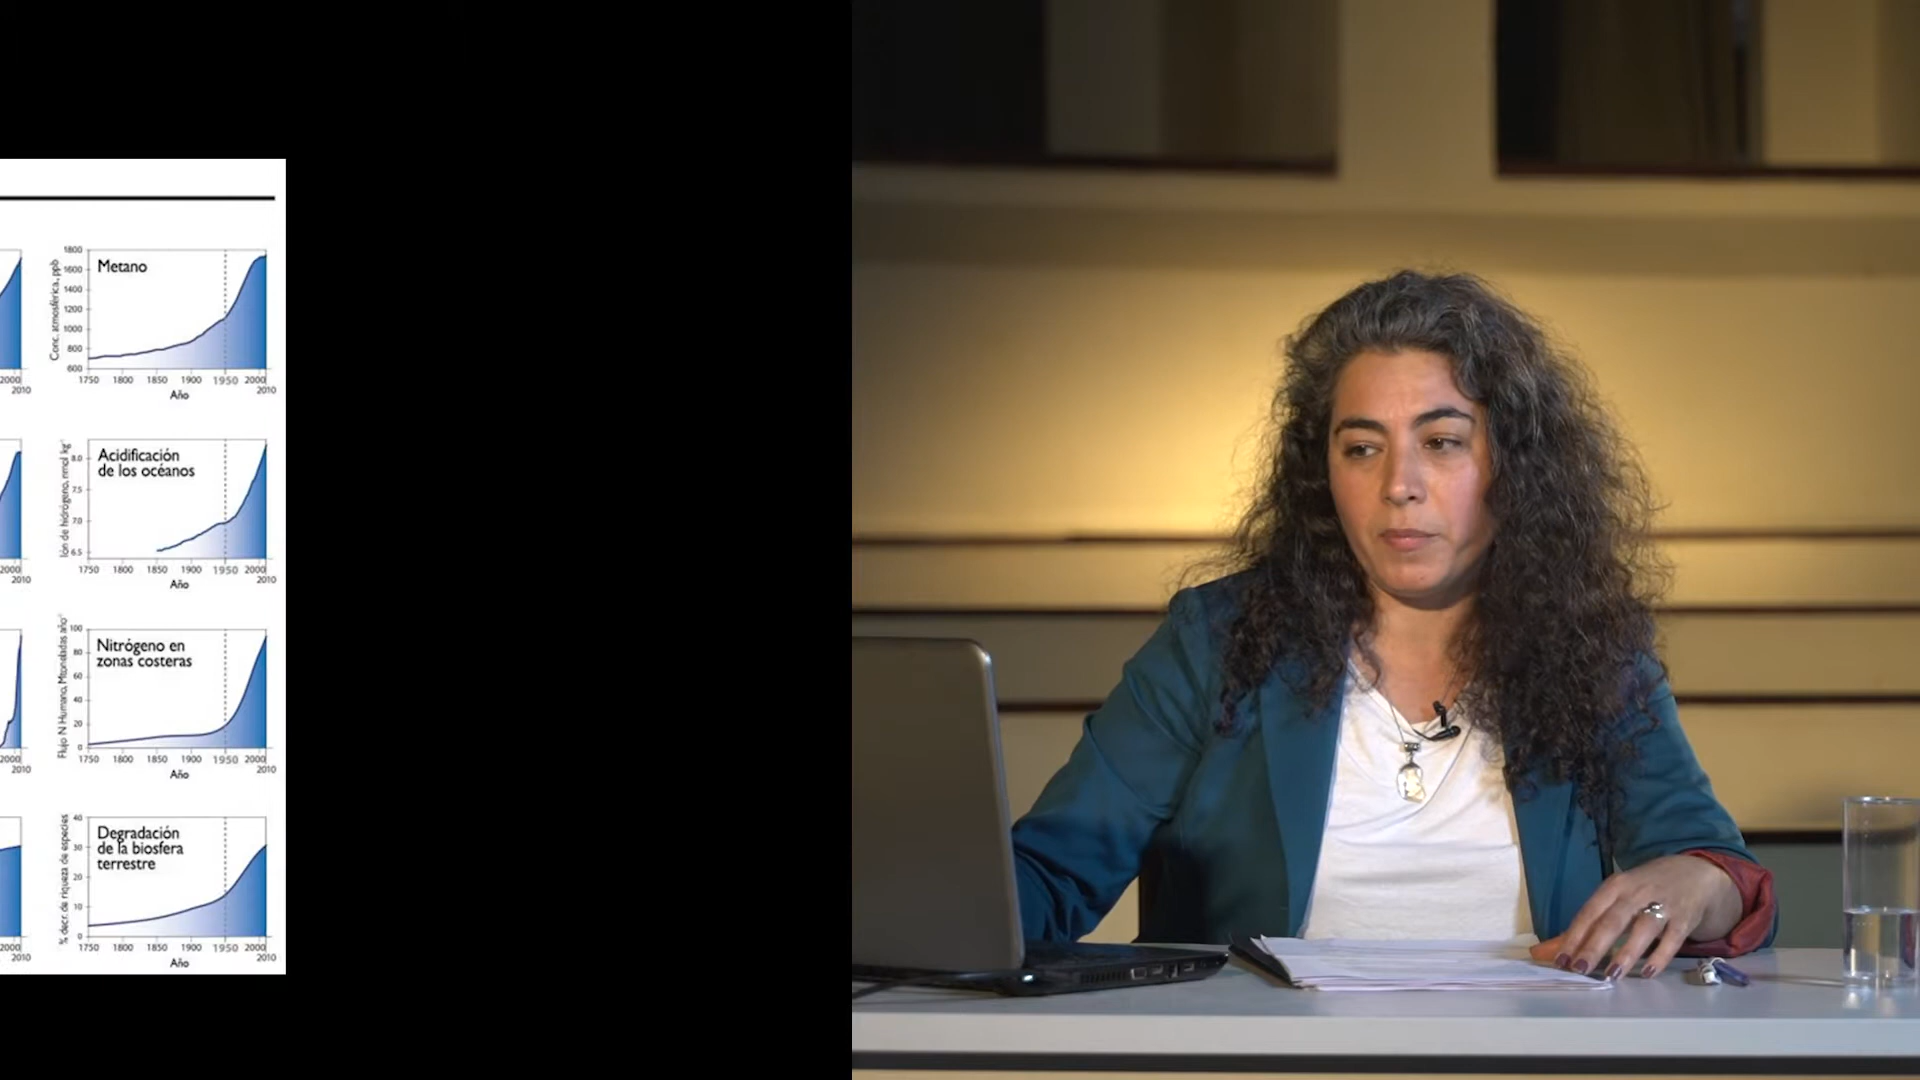 1800
1600
1400
1200
1000
800
600
Conc. atmosférica, ppb
Metano
1750 1800 1850 1900 1950 2000
2010
Año
2000
2010
8.0
7.5
7.0
6.5
Ión de hidrógeno, nmol kg-1
Acidificación
de los océanos
1750 1800 1850 1900 1950 2000
2010
Año
2000
2010
100
80
60
40
20
0
Flujo N Humano, Mtoneladas año-1
Nitrógeno en
zonas costeras
1750 1800 1850 1900 1950 2000
2010
Año
2000
2010
40
30
20
10
0
% decr. de riqueza de especies
Degradación
de la biosfera
terrestre
1750 1800 1850 1900 1950 2000
2010
Año
2000
2010